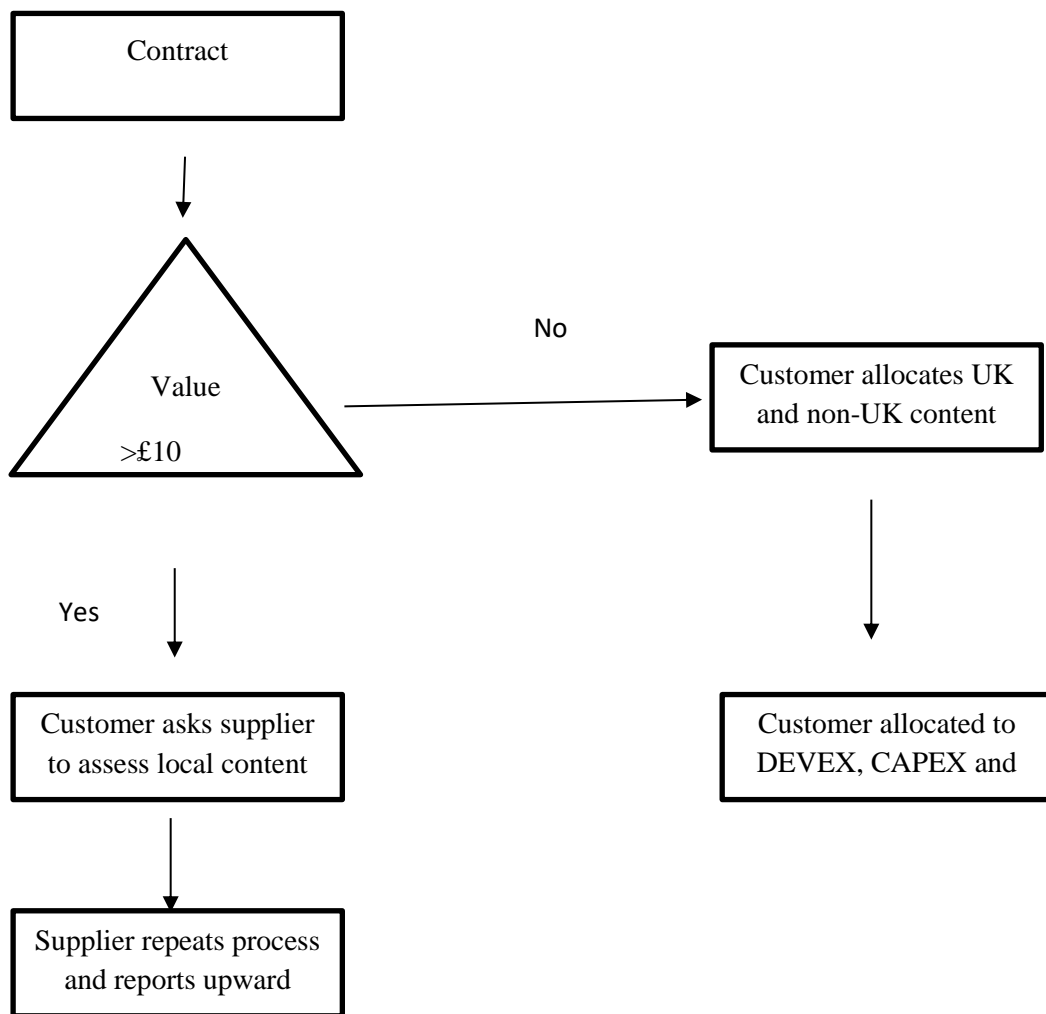 Contract
No
Value
>£10
Customer allocates UK
and non-UK content
Yes
Customer asks supplier
to assess local content
Customer allocated to
DEVEX, CAPEX and
Supplier repeats process
and reports upward